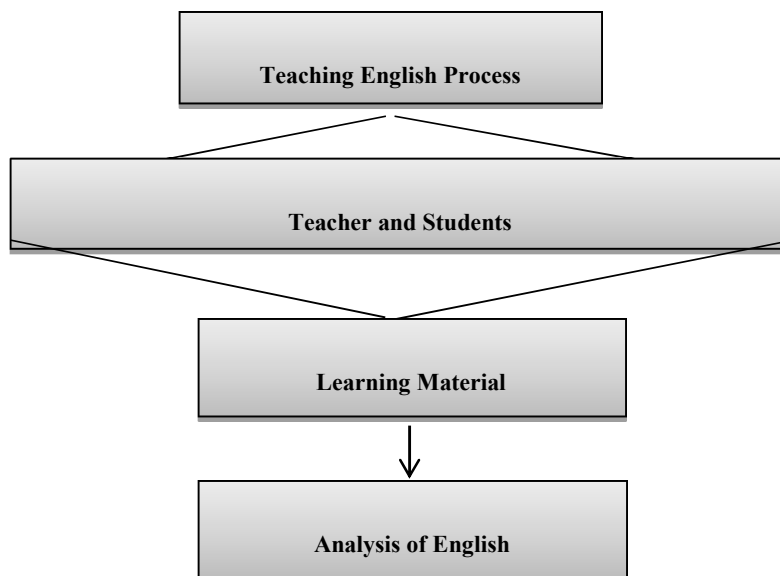 Teaching English Process
Teacher and Students
Learning Material
Analysis of English